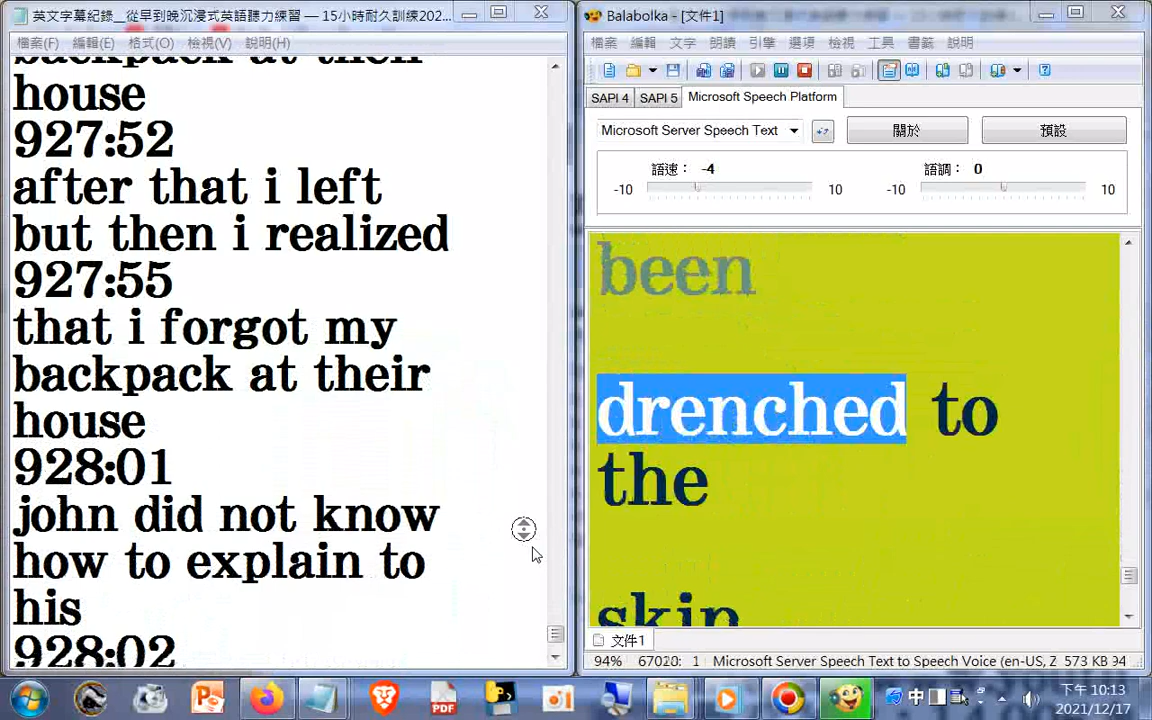 英文字幕紀錄__從早到晚沉浸式英語聽力練習 — 15小時耐久訓練202...
檔案(F) 編輯(E) 格式(O) 檢視(V) 說明(H)
backpack at their
house
927:52
after that i left
but then i realized
927:55
that i forgot my
backpack at their
house
928:01
john did not know
how to explain to
his
928:02
Balabolka - [文件1]
檔案 編輯 文字 朗讀 引擎 選項 檢視 工具 書籤 說明
SAPI 4 SAPI 5 Microsoft Speech Platform
Microsoft Server Speech Text 關於 預設
語速： -4 語調： 0
-10 10 -10 10
been
drenched to
the
skin
文件1
94% 67020: 1 Microsoft Server Speech Text to Speech Voice (en-US, Z 573 KB 94
PDF
中
下午 10:13
2021/12/17